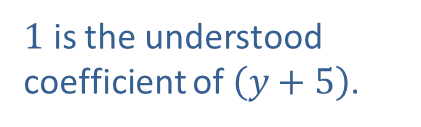 1 is the understood
coefficient of (y + 5).